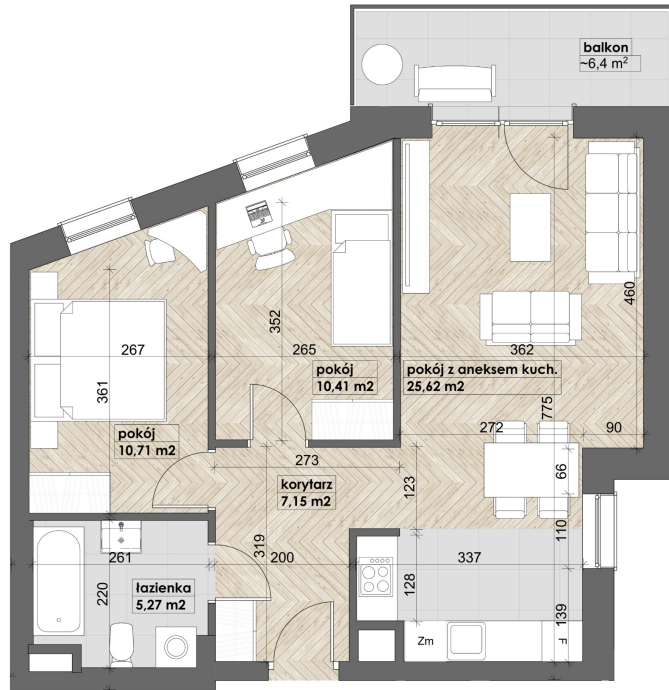 balkon
~6,4 m²
460
352
267
265
362
pokój
10,41 m2
pokój z aneksem kuch.
25,62 m2
361
775
272
90
pokój
10,71 m2
273
korytarz
7,15 m2
123
66
110
319
261
200
337
220
łazienka
5,27 m2
128
139
Zm
F